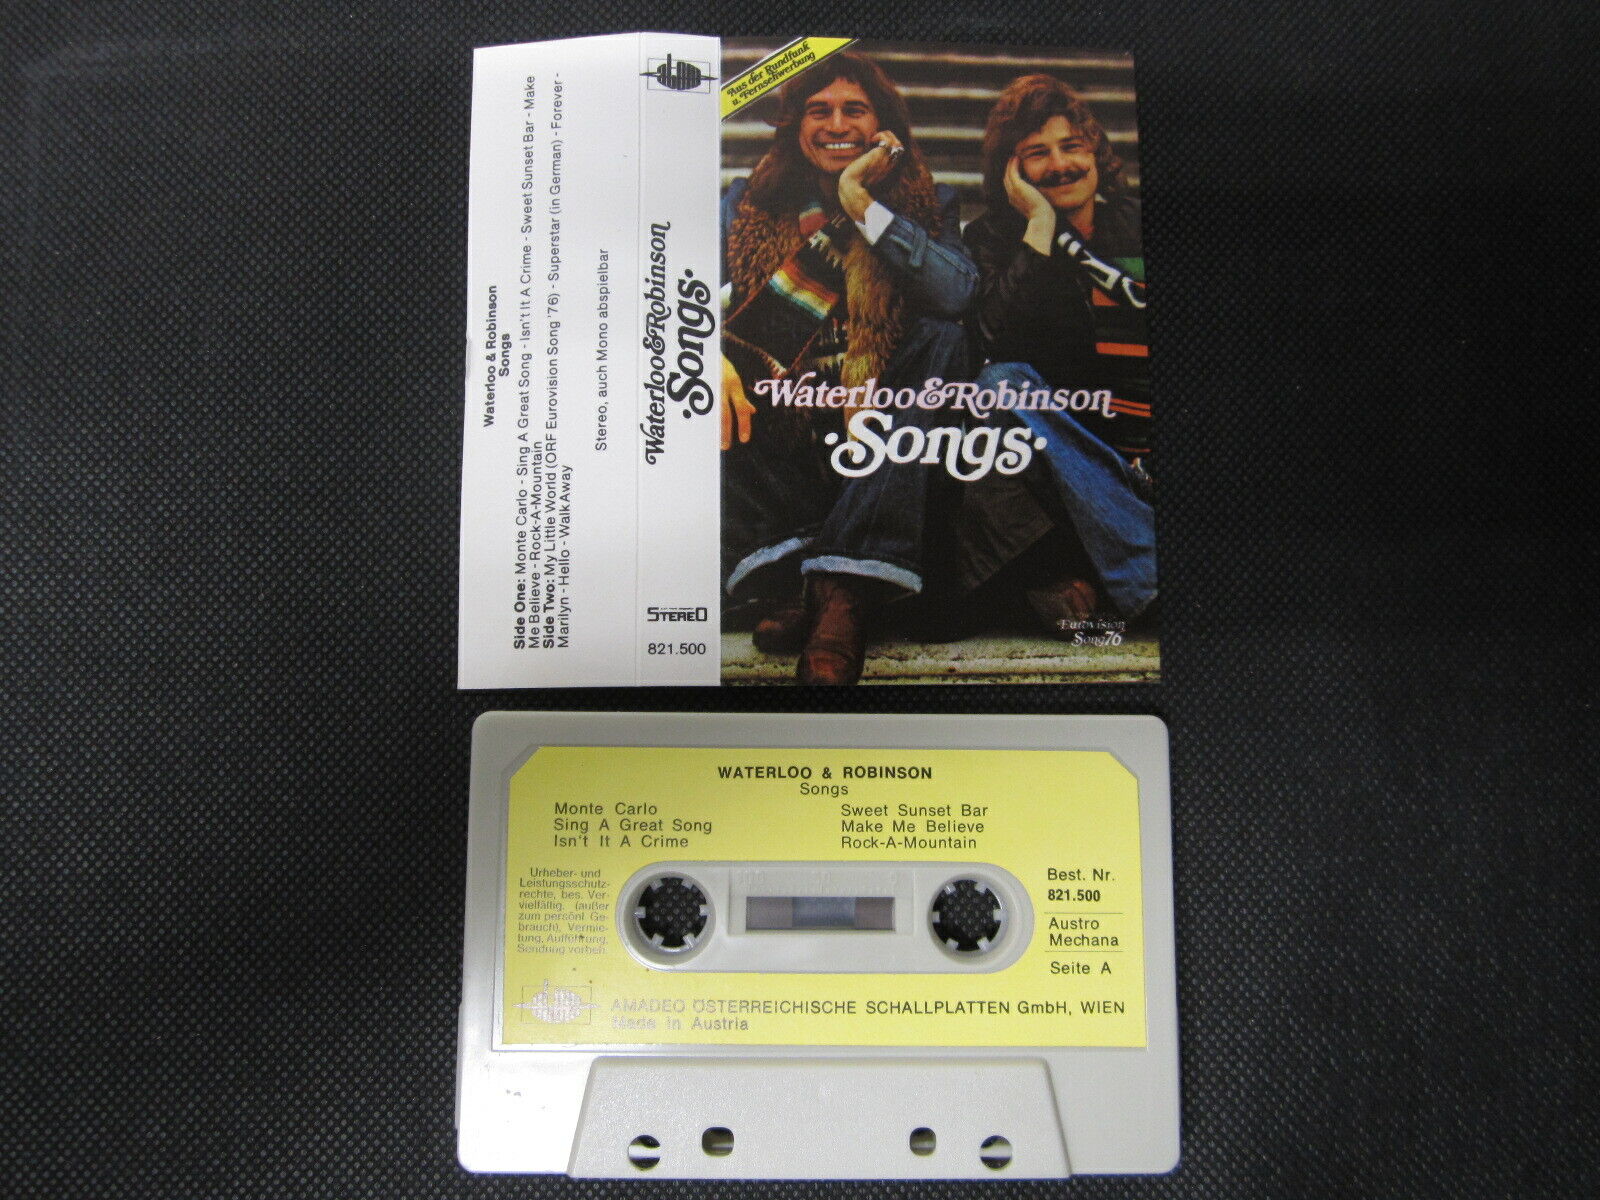 Waterloo & Robinson
Songs
Side One: Monte Carlo - Sing A Great Song - Isn't It A Crime - Sweet Sunset Bar - Make
Me Believe - Rock-A-Mountain
Side Two: My Little World (ORF Eurovision Song '76) - Superstar (in German) - Forever -
Marilyn - Hello - Walk Away
Stereo, auch Mono abspielbar
Waterloo & Robinson
·Songs·
STEREO
821.500
Aus der Rundfunk
u. Fernsehwerbung
Waterloo & Robinson
·Songs·
Eurovision
Song 76
WATERLOO & ROBINSON
Songs
Monte Carlo
Sing A Great Song
Isn't It A Crime
Sweet Sunset Bar
Make Me Believe
Rock-A-Mountain
Urheber- und
Leistungsschutz-
rechte, bes. Ver-
vielfältig. (außer
zum persönl. Ge-
brauch), Vermie-
tung, Aufführung,
Sendung vorbeh.
100
Best. Nr.
821.500
Austro
Mechana
Seite A
AMADEO ÖSTERREICHISCHE SCHALLPLATTEN GmbH, WIEN
Made in Austria